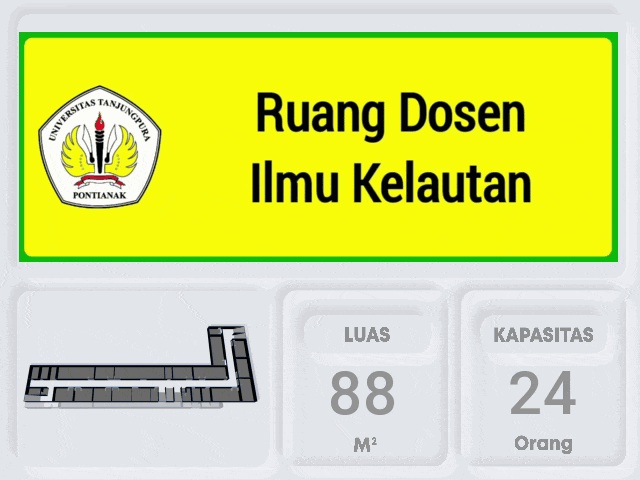 UNIVERSITAS TANJUNGPURA
PONTIANAK
Ruang Dosen
Ilmu Kelautan
LUAS
88
M²
KAPASITAS
24
Orang